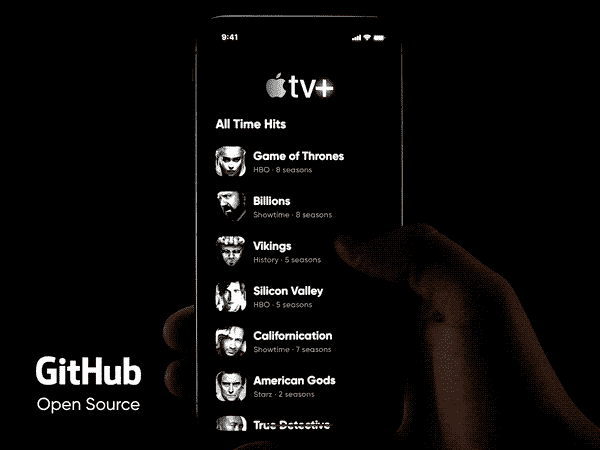 9:41
tv+
All Time Hits
Game of Thrones
HBO · 8 seasons
Billions
Showtime · 8 seasons
Vikings
History · 5 seasons
Silicon Valley
HBO · 5 seasons
Californication
Showtime · 7 seasons
American Gods
Starz · 2 seasons
True Detective
GitHub
Open Source